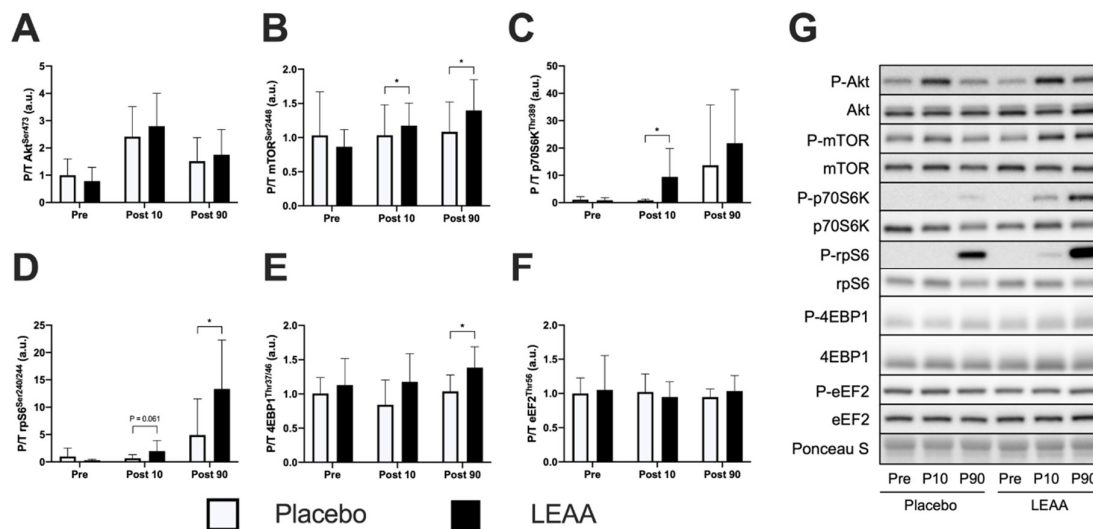 A
P/T Akt^Ser473 (a.u.)
5
4
3
2
1
0
Pre
Post 10
Post 90
B
P/T mTOR^Ser2448 (a.u.)
2.0
1.5
1.0
0.5
0.0
*
*
Pre
Post 10
Post 90
C
P /T p70S6K^Thr389 (a.u.)
50
40
30
20
10
0
*
Pre
Post 10
Post 90
D
P/T rpS6^Ser240/244 (a.u.)
25
20
15
10
5
0
P = 0.061
*
Pre
Post 10
Post 90
E
P/T 4EBP1^Thr37/46 (a.u.)
2.0
1.5
1.0
0.5
0.0
*
Pre
Post 10
Post 90
F
P/T eEF2^Thr56 (a.u.)
2.0
1.5
1.0
0.5
0.0
Pre
Post 10
Post 90
Placebo
LEAA
G
P-Akt
Akt
P-mTOR
mTOR
P-p70S6K
p70S6K
P-rpS6
rpS6
P-4EBP1
4EBP1
P-eEF2
eEF2
Ponceau S
Pre P10 P90 Pre P10 P90
Placebo LEAA